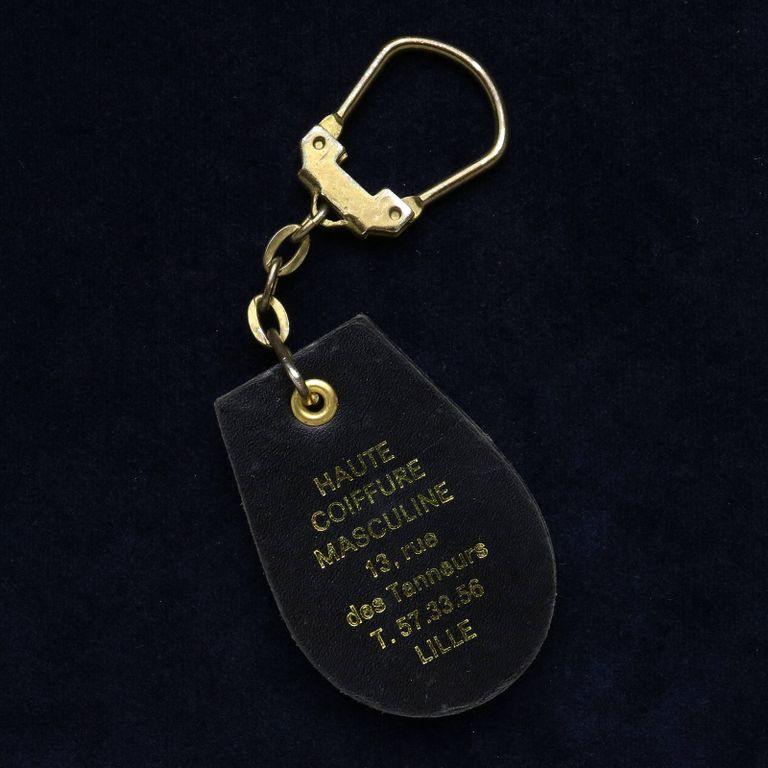 HAUTE
COIFFURE
MASCULINE
13, rue
des Tanneurs
T. 57.33.56
LILLE